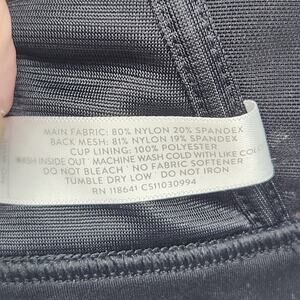 MAIN FABRIC: 80% NYLON 20% SPANDEX
BACK MESH: 81% NYLON 19% SPANDEX
CUP LINING: 100% POLYESTER
WASH INSIDE OUT MACHINE WASH COLD WITH LIKE COLO
DO NOT BLEACH NO FABRIC SOFTENER
TUMBLE DRY LOW DO NOT IRON
RN 118641 CS11030994